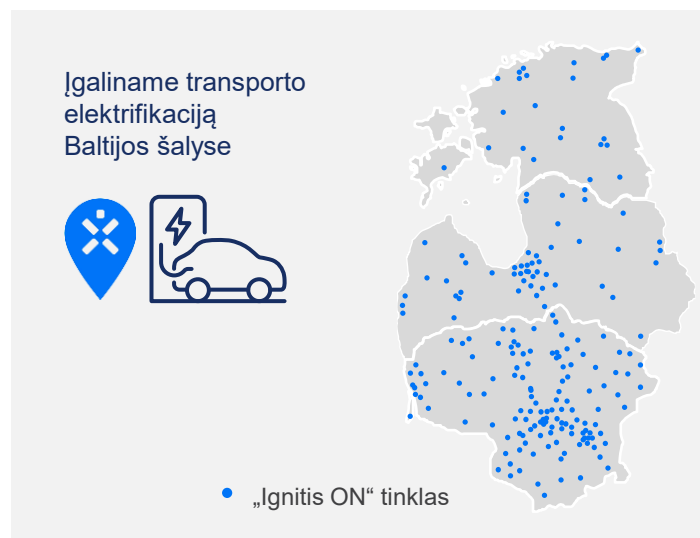 Įgaliname transporto
elektrifikaciją
Baltijos šalyse
„Ignitis ON“ tinklas